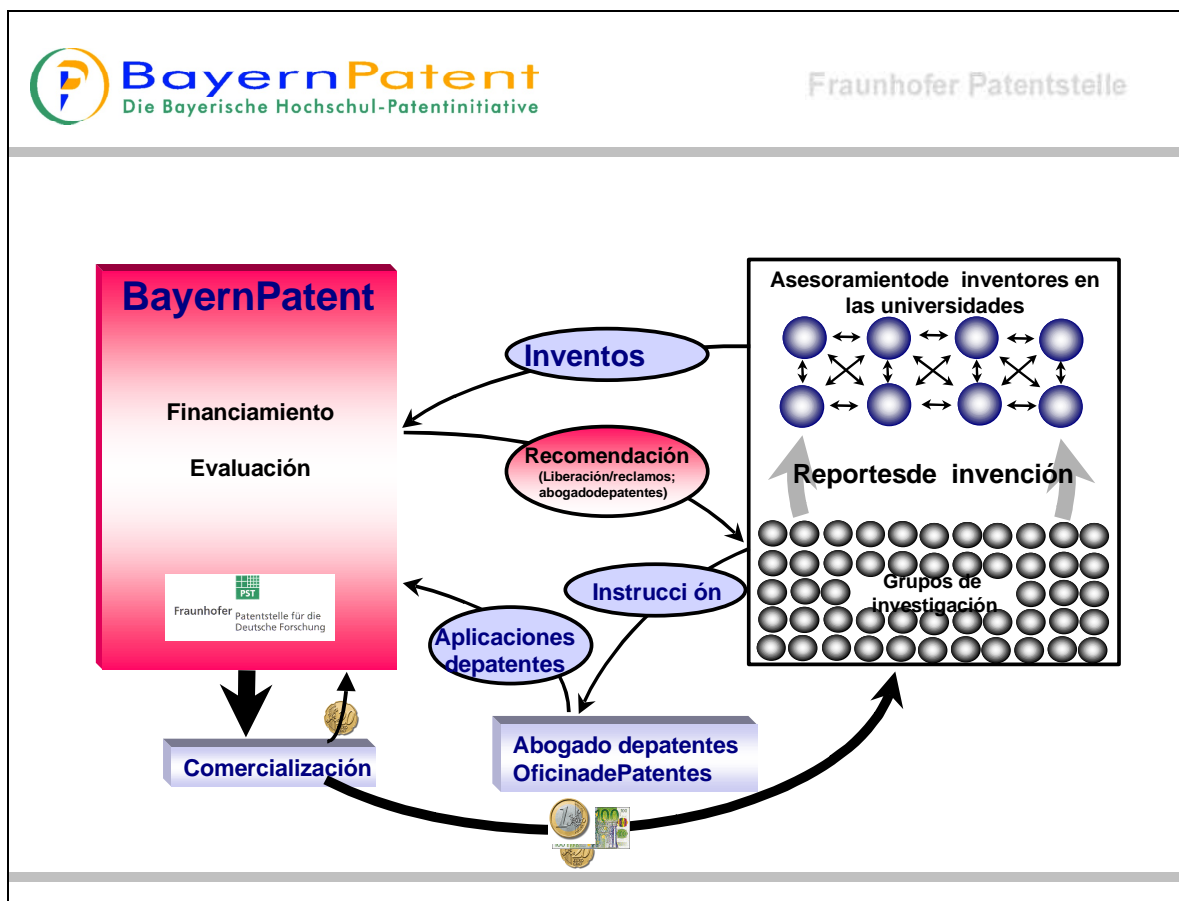 BayernPatent
Die Bayerische Hochschul-Patentinitiative
Fraunhofer Patentstelle
BayernPatent
Financiamiento
Evaluación
PST
Fraunhofer
Patentstelle für die
Deutsche Forschung
Inventos
Recomendación
(Liberación/reclamos;
abogadodepatentes)
Instrucci ón
Aplicaciones
depatentes
Asesoramientode inventores en
las universidades
Reportesde invención
Grupos de
investigación
Comercialización
Abogado depatentes
OficinadePatentes
1
100